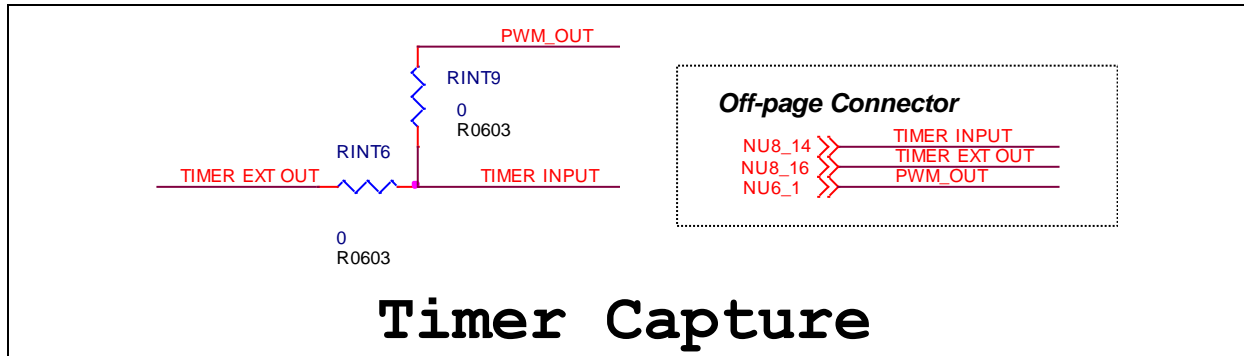 PWM_OUT
RINT9
0
R0603
RINT6
TIMER EXT OUT
TIMER INPUT
0
R0603
Off-page Connector
NU8_14 TIMER INPUT
NU8_16 TIMER EXT OUT
NU6_1 PWM_OUT
Timer Capture